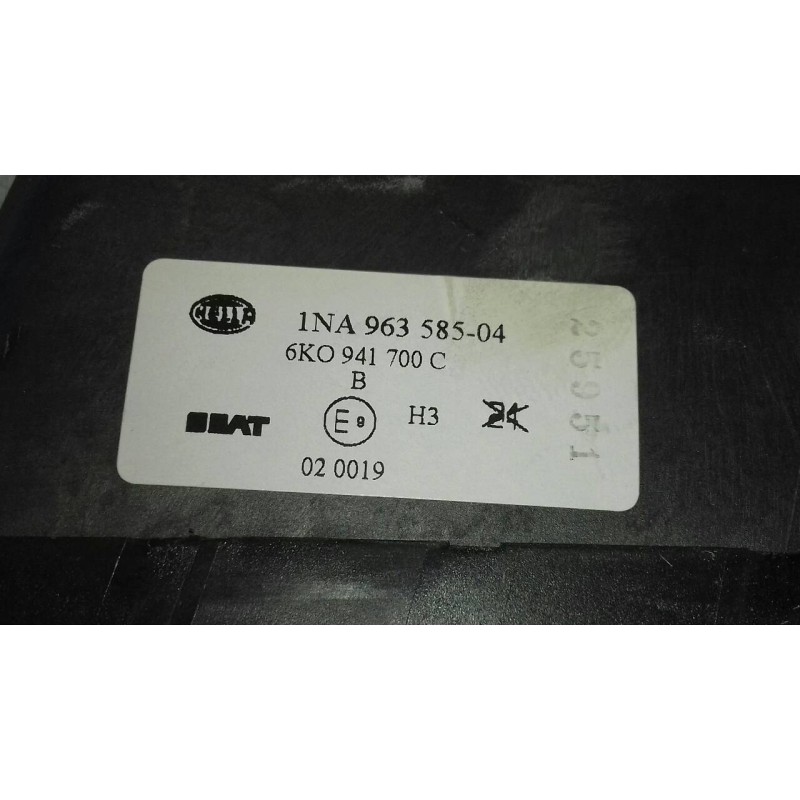 HELLA
1NA 963 585-04
6KO 941 700 C
B
SEAT
E9
H3
02 0019